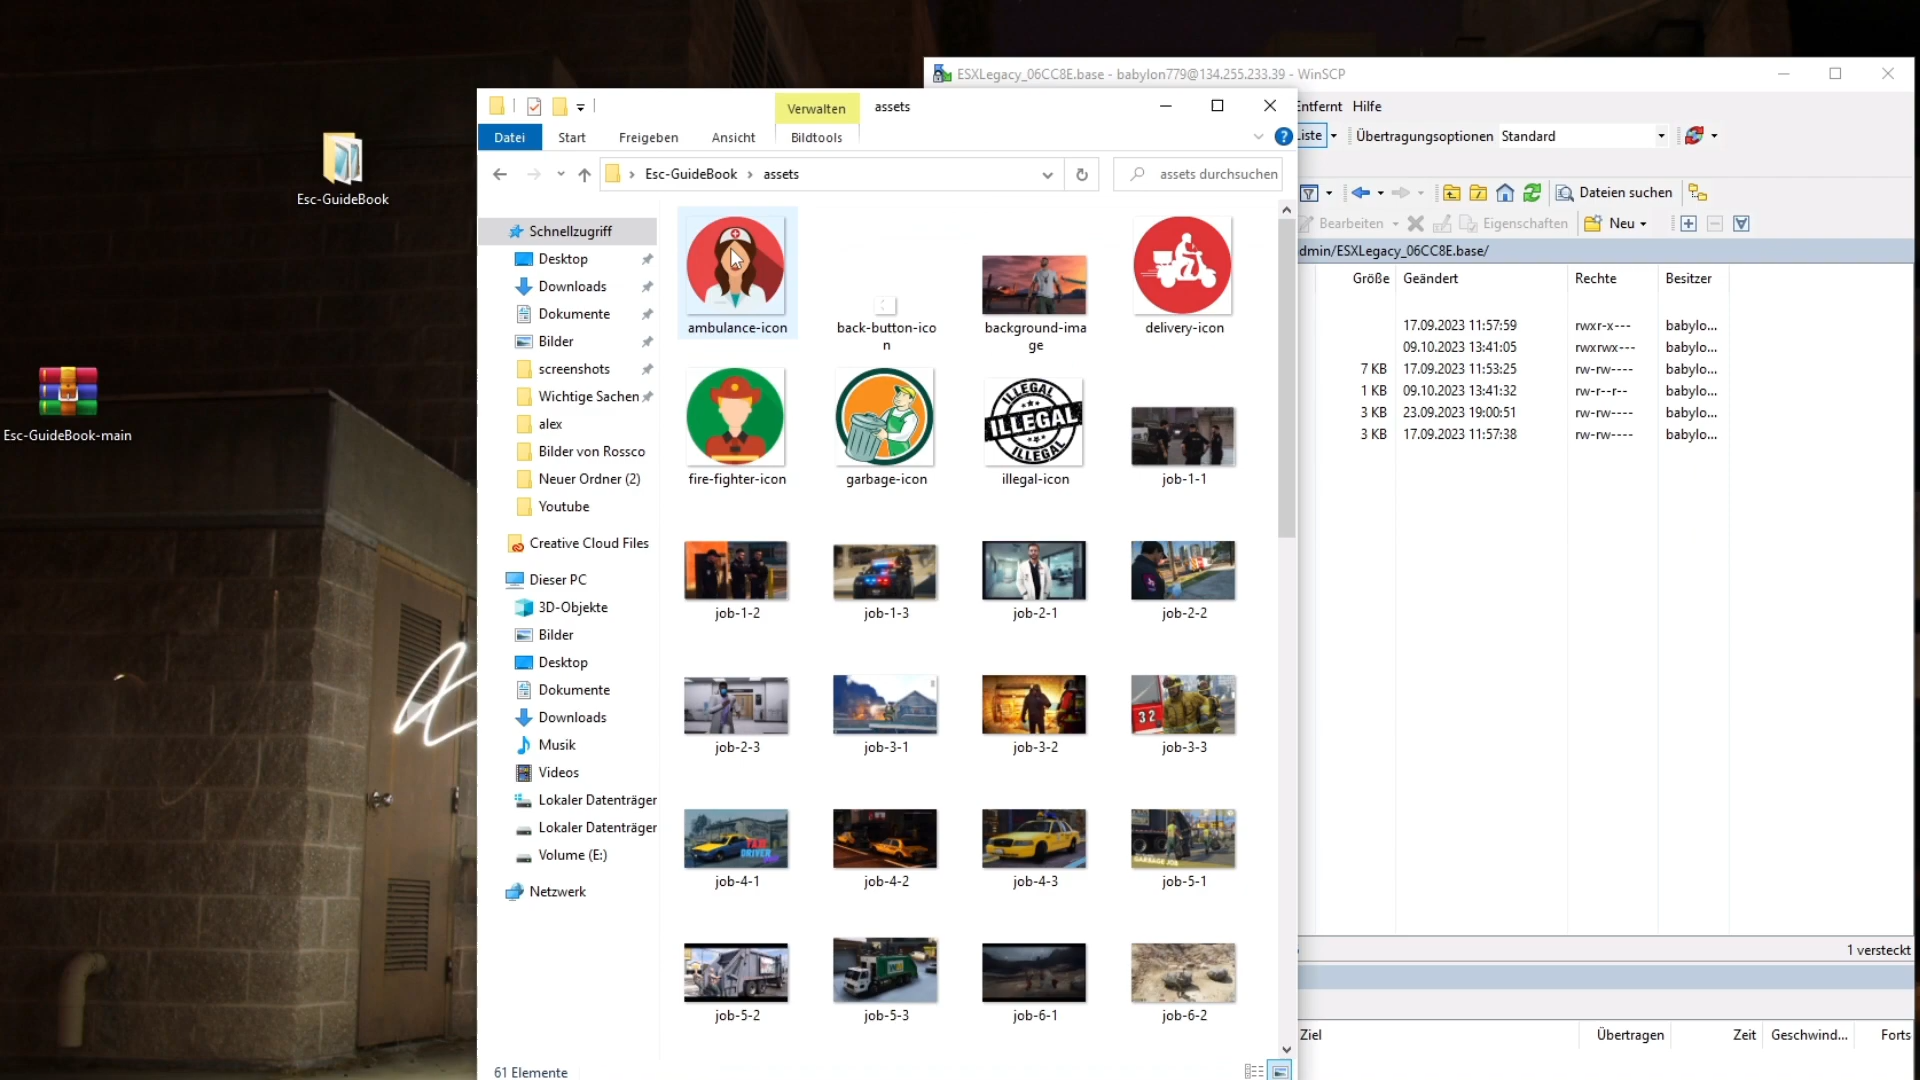 ESXLegacy_06CC8E.base - babylon779@134.255.233.39 - WinSCP
Verwalten
assets
Entfernt Hilfe
Datei Start Freigeben Ansicht Bildtools
Liste
Übertragungsoptionen Standard
Esc-GuideBook › assets
assets durchsuchen
Dateien suchen
Bearbeiten
Eigenschaften
Neu
dmin/ESXLegacy_06CC8E.base/
Größe Geändert Rechte Besitzer
17.09.2023 11:57:59 rwxr-x--- babylo...
09.10.2023 13:41:05 rwxrwx--- babylo...
7 KB 17.09.2023 11:53:25 rw-rw---- babylo...
1 KB 09.10.2023 13:41:32 rw-r--r-- babylo...
3 KB 23.09.2023 19:00:51 rw-rw---- babylo...
3 KB 17.09.2023 11:57:38 rw-rw---- babylo...
1 versteckt
Ziel Übertragen Zeit Geschwind... Forts
Esc-GuideBook
Esc-GuideBook-main
Schnellzugriff
Desktop
Downloads
Dokumente
Bilder
screenshots
Wichtige Sachen
alex
Bilder von Rossco
Neuer Ordner (2)
Youtube
Creative Cloud Files
Dieser PC
3D-Objekte
Bilder
Desktop
Dokumente
Downloads
Musik
Videos
Lokaler Datenträger
Lokaler Datenträger
Volume (E:)
Netzwerk
ambulance-icon
back-button-ico
n
background-ima
ge
delivery-icon
ILLEGAL
ILLEGAL
ILLEGAL
fire-fighter-icon
garbage-icon
illegal-icon
job-1-1
job-1-2
job-1-3
job-2-1
job-2-2
32
job-2-3
job-3-1
job-3-2
job-3-3
TAXI
DRIVER
GARBAGE JOB
job-4-1
job-4-2
job-4-3
job-5-1
job-5-2
job-5-3
job-6-1
job-6-2
61 Elemente